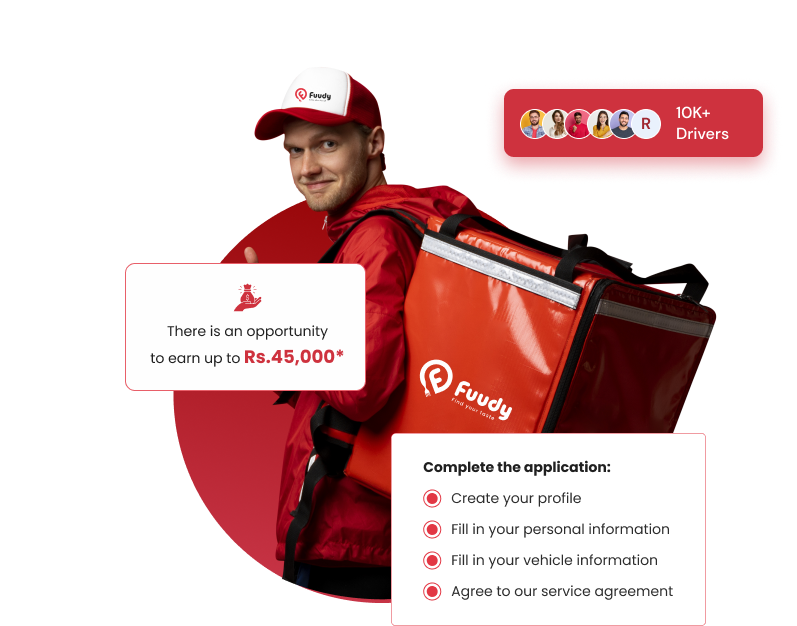 Fuudy
10K+
Drivers
R
There is an opportunity
to earn up to Rs.45,000*
Fuudy
find your taste
Complete the application:
Create your profile
Fill in your personal information
Fill in your vehicle information
Agree to our service agreement